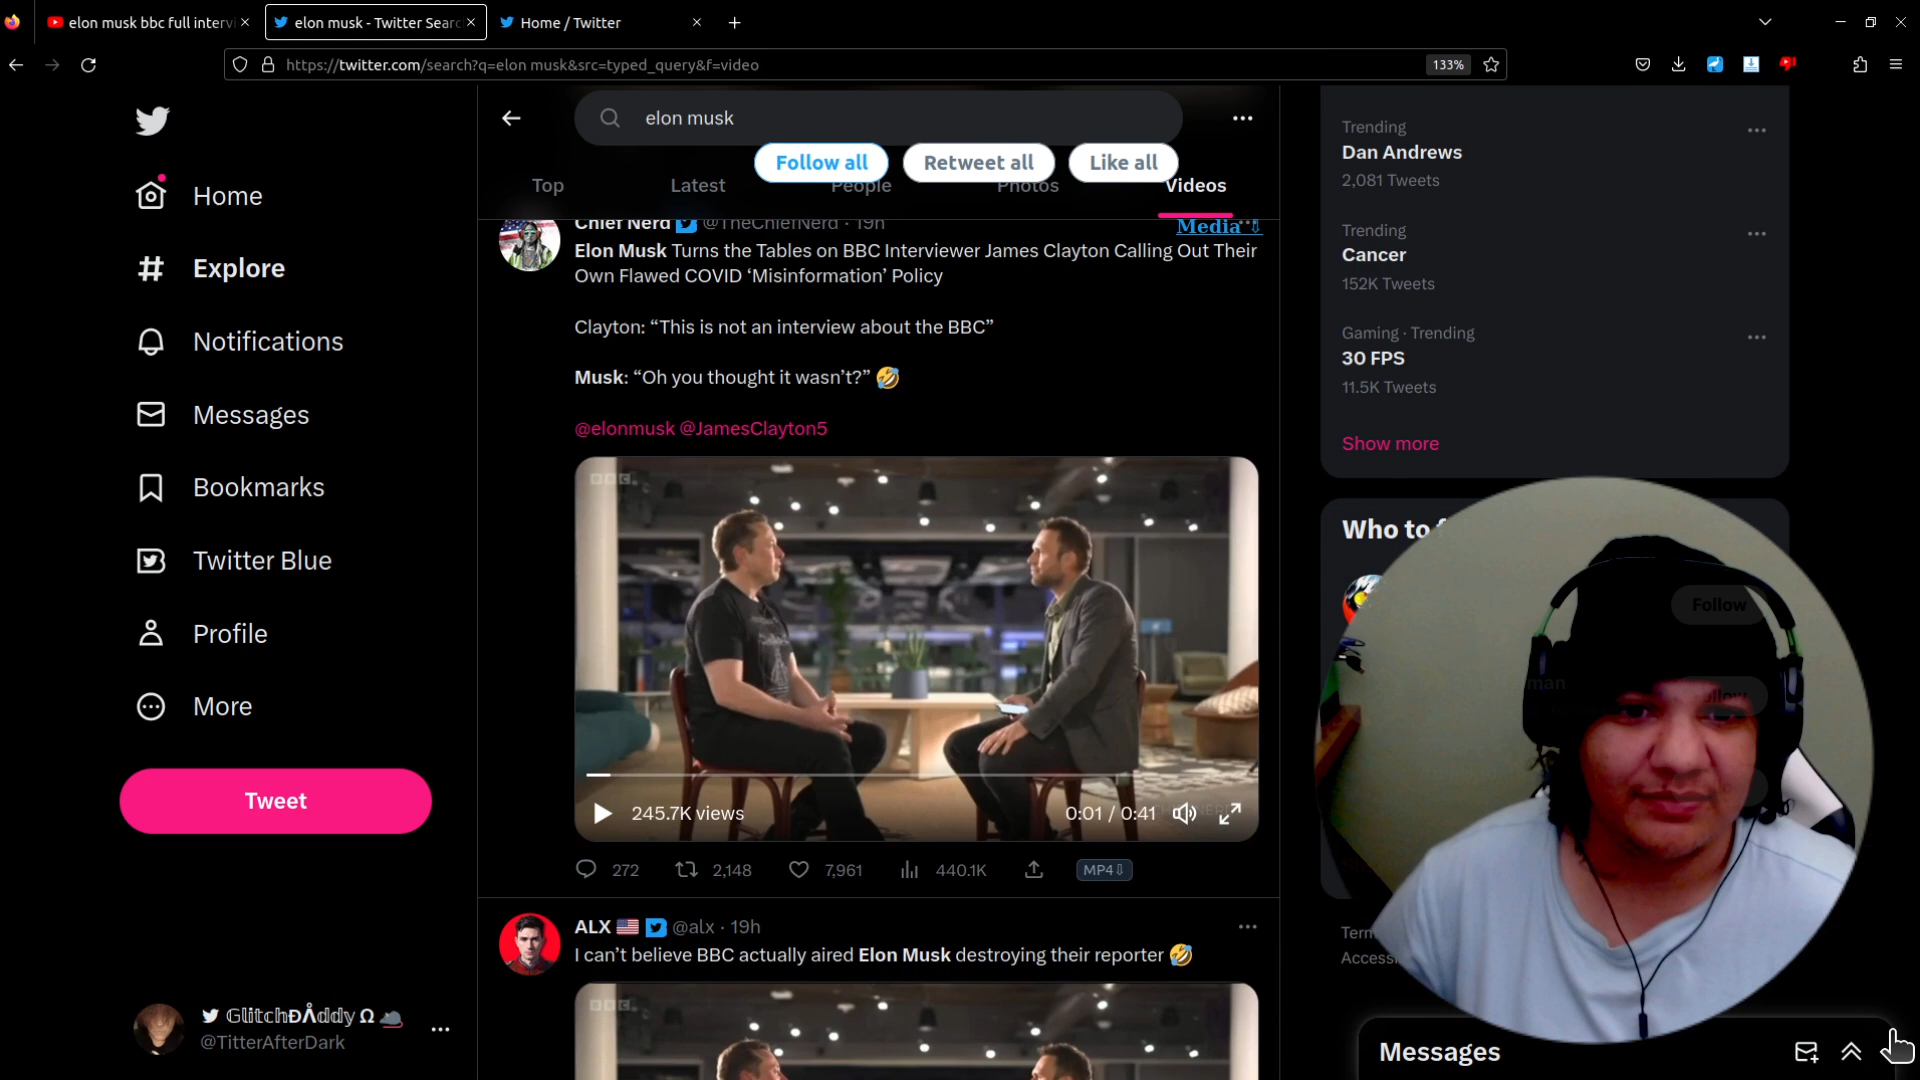 elon musk bbc full intervi
elon musk - Twitter Searc
Home / Twitter
https://twitter.com/search?q=elon musk&src=typed_query&f=video
133%
Home
Explore
Notifications
Messages
Bookmarks
Twitter Blue
Profile
More
Tweet
𝔾𝕝𝕚𝕥𝕔𝕙ÐÅ𝕕𝕕𝕪 Ω
@TitterAfterDark
elon musk
Follow all
Retweet all
Like all
Top
Latest
People
Photos
Videos
Chief Nerd @TheChiefNerd · 19h
Media ⇩
Elon Musk Turns the Tables on BBC Interviewer James Clayton Calling Out Their
Own Flawed COVID ‘Misinformation’ Policy
Clayton: “This is not an interview about the BBC”
Musk: “Oh you thought it wasn’t?” 🤣
@elonmusk @JamesClayton5
BBC
245.7K views
0:01 / 0:41
272
2,148
7,961
440.1K
MP4⇩
ALX 🇺🇸 @alx · 19h
I can’t believe BBC actually aired Elon Musk destroying their reporter 🤣
BBC
Trending
Dan Andrews
2,081 Tweets
Trending
Cancer
152K Tweets
Gaming · Trending
30 FPS
11.5K Tweets
Show more
Who to
Follow
Messages